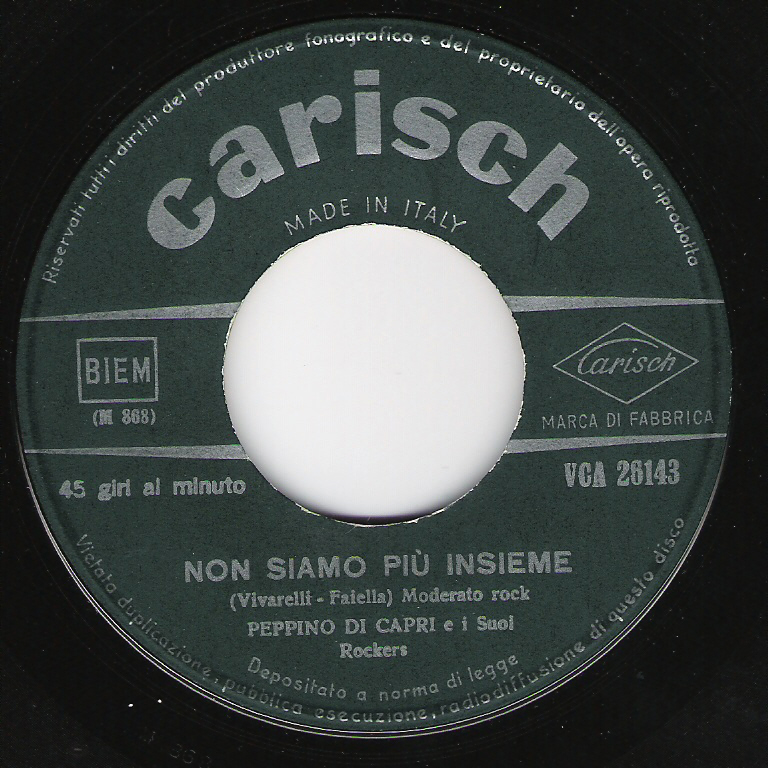 Riservati tutti i diritti del produttore fonografico e del proprietario dell'opera riprodotta
carisch
MADE IN ITALY
BIEM
(M 868)
Carisch
MARCA DI FABBRICA
45 giri al minuto
VCA 26143
NON SIAMO PIÙ INSIEME
(Vivarelli - Faiella) Moderato rock
PEPPINO DI CAPRI e i Suoi
Rockers
Depositato a norma di legge
Vietata duplicazione, pubblica esecuzione, radiodiffusione di questo disco